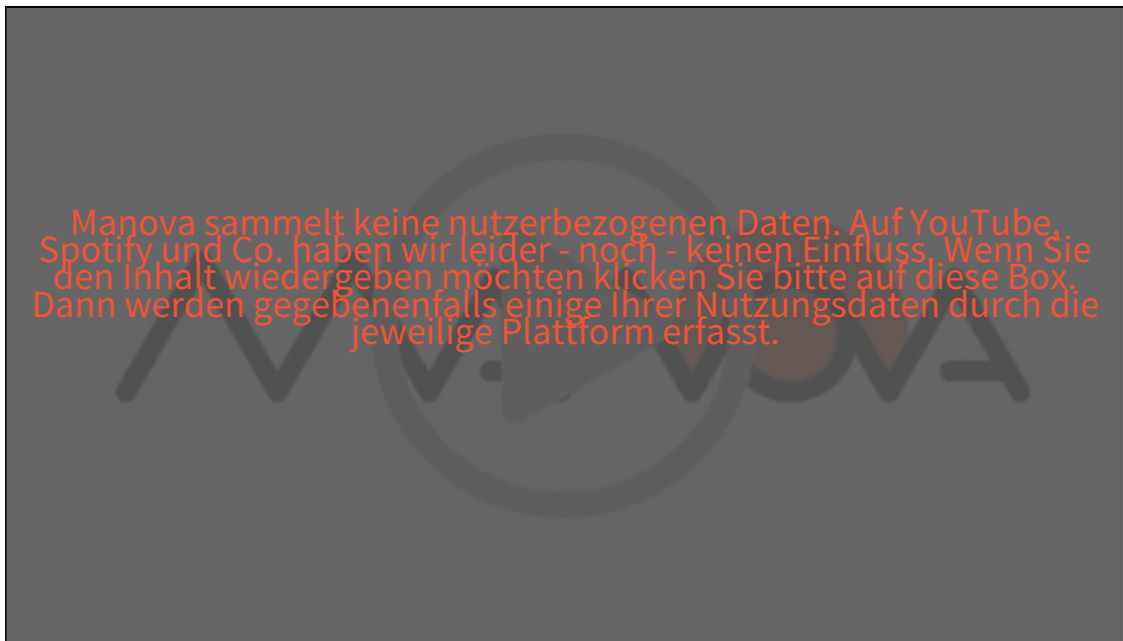 Manova sammelt keine nutzerbezogenen Daten. Auf YouTube,
Spotify und Co. haben wir leider - noch - keinen Einfluss. Wenn Sie
den Inhalt wiedergeben möchten klicken Sie bitte auf diese Box.
Dann werden gegebenenfalls einige Ihrer Nutzungsdaten durch die
jeweilige Plattform erfasst.
MANOVA